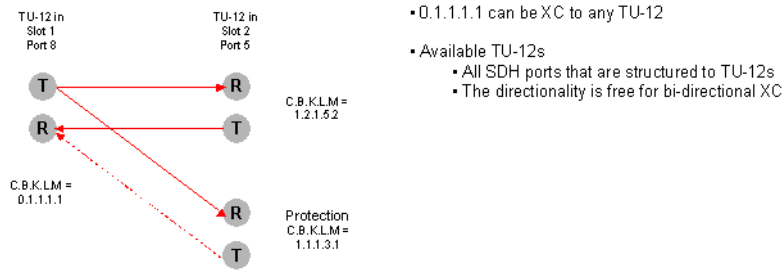 TU-12 in
Slot 1
Port 8
TU-12 in
Slot 2
Port 5
T
R
R
T
C.B.K.L.M =
1.2.1.5.2
C.B.K.L.M =
0.1.1.1.1
R
T
Protection
C.B.K.L.M =
1.1.1.3.1
▪ 0.1.1.1.1 can be XC to any TU-12
▪ Available TU-12s
▪ All SDH ports that are structured to TU-12s
▪ The directionality is free for bi-directional XC